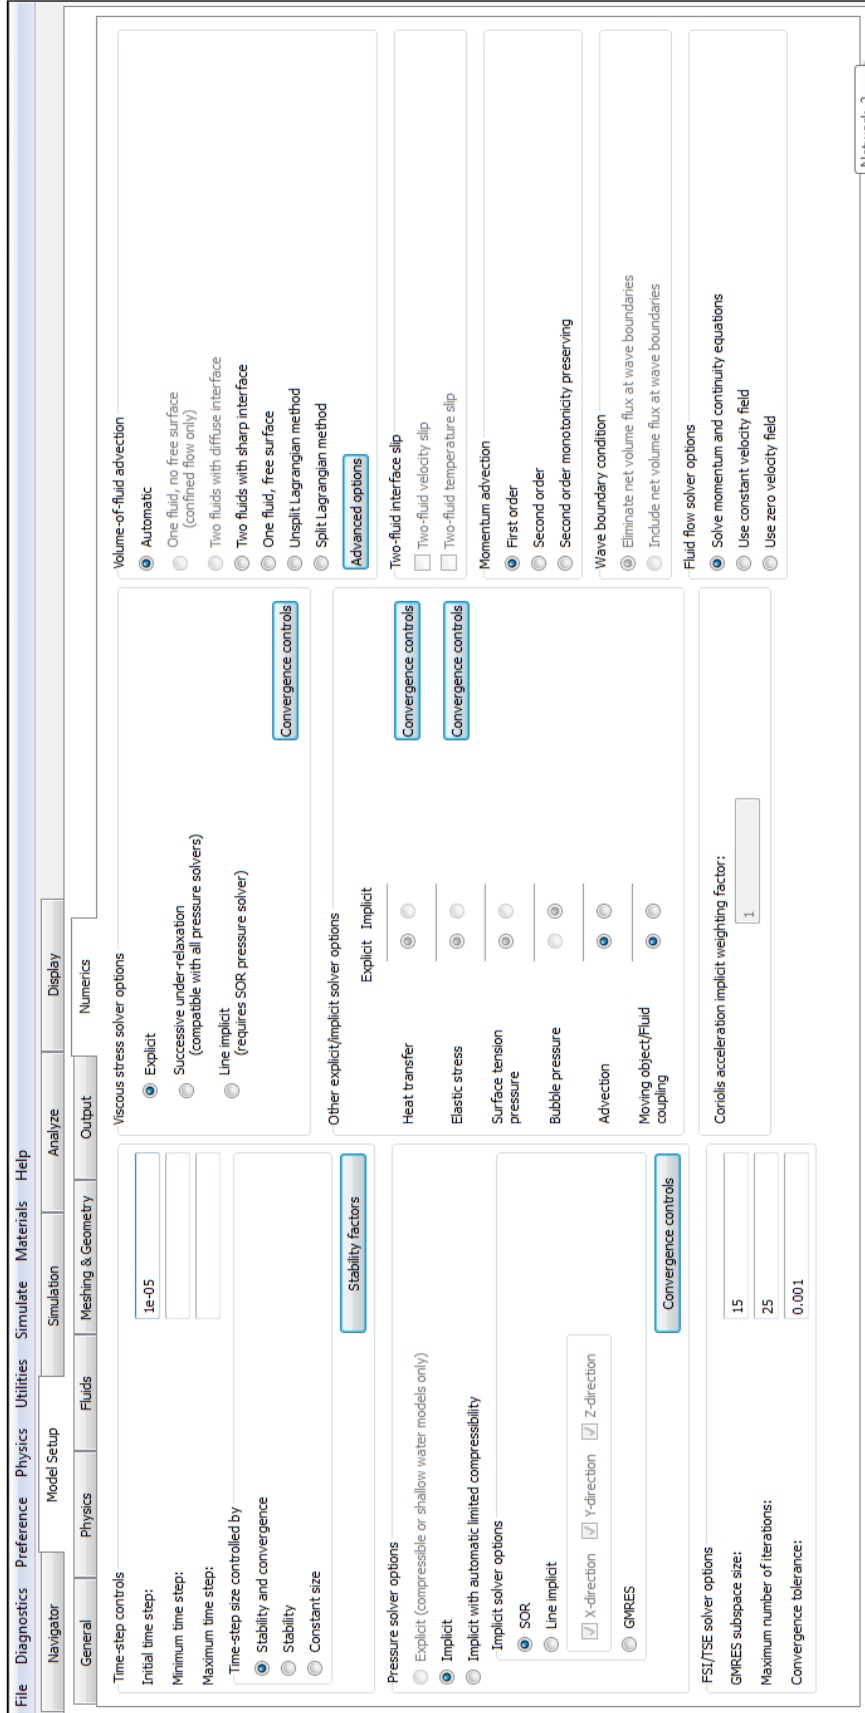 File Diagnostics Preference Physics Utilities Simulate Materials Help
Navigator Model Setup Simulation Analyze Display
General Physics Fluids Meshing & Geometry Output Numerics
Time-step controls
Initial time step: 1e-05
Minimum time step:
Maximum time step:
Time-step size controlled by
Stability and convergence
Stability
Constant size
Stability factors
Pressure solver options
Explicit (compressible or shallow water models only)
Implicit
Implicit with automatic limited compressibility
Implicit solver options
SOR
Line implicit
X-direction Y-direction Z-direction
GMRES
Convergence controls
FSI/TSE solver options
GMRES subspace size: 15
Maximum number of iterations: 25
Convergence tolerance: 0.001
Viscous stress solver options
Explicit
Successive under-relaxation
(compatible with all pressure solvers)
Line implicit
(requires SOR pressure solver)
Convergence controls
Other explicit/implicit solver options
Explicit Implicit
Heat transfer Convergence controls
Elastic stress Convergence controls
Surface tension
pressure
Bubble pressure
Advection
Moving object/Fluid
coupling
Coriolis acceleration implicit weighting factor:
1
Volume-of-fluid advection
Automatic
One fluid, no free surface
(confined flow only)
Two fluids with diffuse interface
Two fluids with sharp interface
One fluid, free surface
Unsplit Lagrangian method
Split Lagrangian method
Advanced options
Two-fluid interface slip
Two-fluid velocity slip
Two-fluid temperature slip
Momentum advection
First order
Second order
Second order monotonicity preserving
Wave boundary condition
Eliminate net volume flux at wave boundaries
Include net volume flux at wave boundaries
Fluid flow solver options
Solve momentum and continuity equations
Use constant velocity field
Use zero velocity field